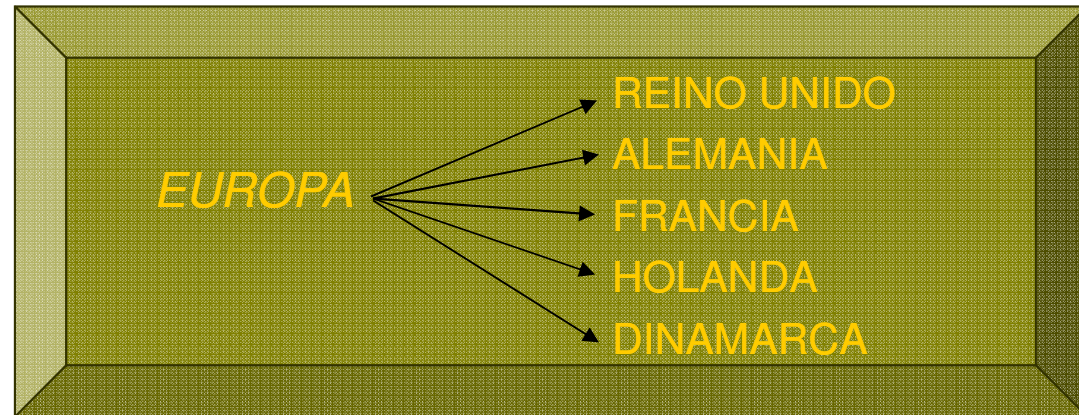 EUROPA
REINO UNIDO
ALEMANIA
FRANCIA
HOLANDA
DINAMARCA